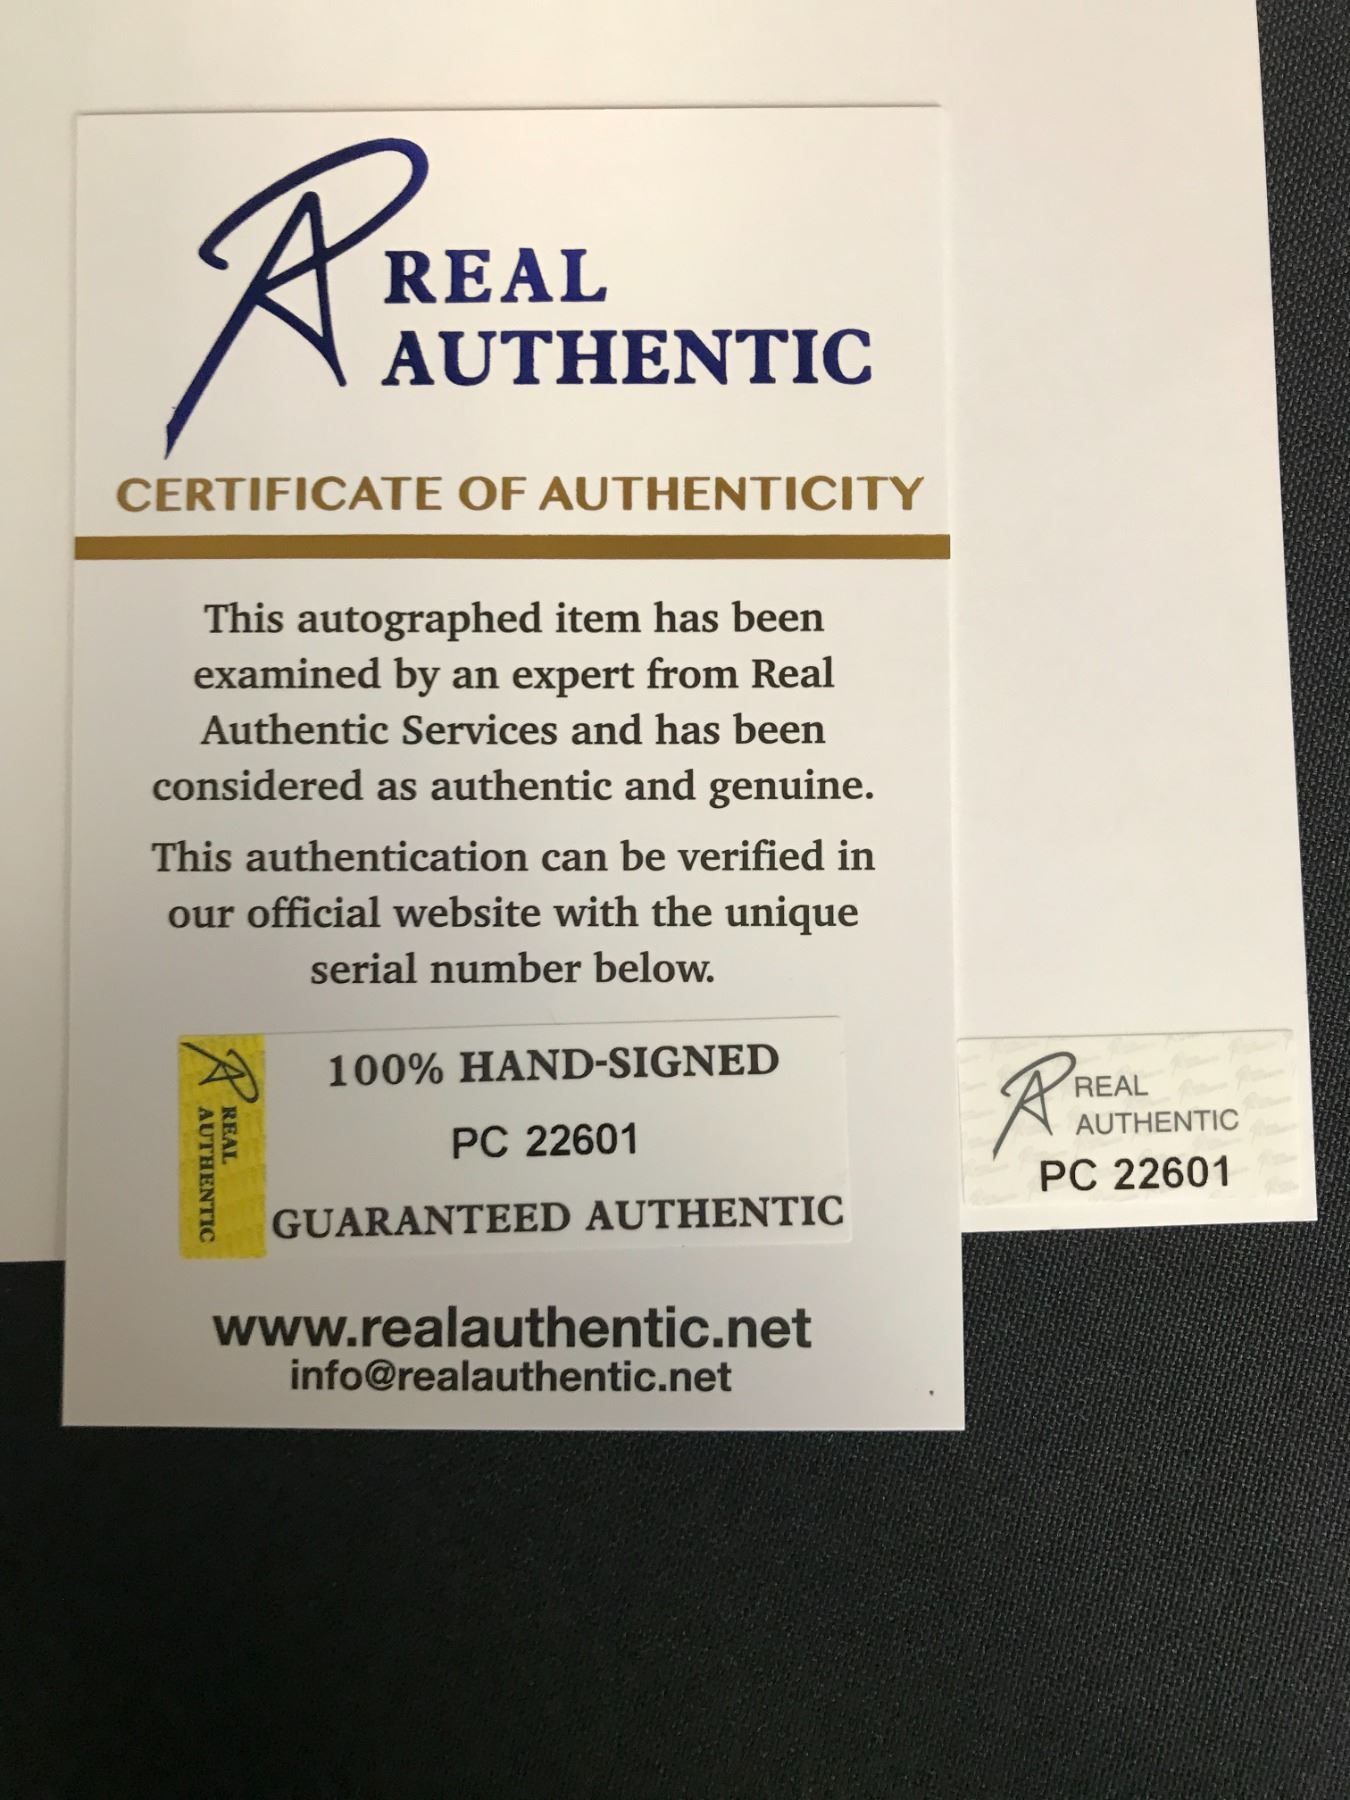 REAL
AUTHENTIC
CERTIFICATE OF AUTHENTICITY
This autographed item has been
examined by an expert from Real
Authentic Services and has been
considered as authentic and genuine.
This authentication can be verified in
our official website with the unique
serial number below.
REAL
AUTHENTIC
100% HAND-SIGNED
PC 22601
GUARANTEED AUTHENTIC
www.realauthentic.net
info@realauthentic.net
REAL
AUTHENTIC
PC 22601